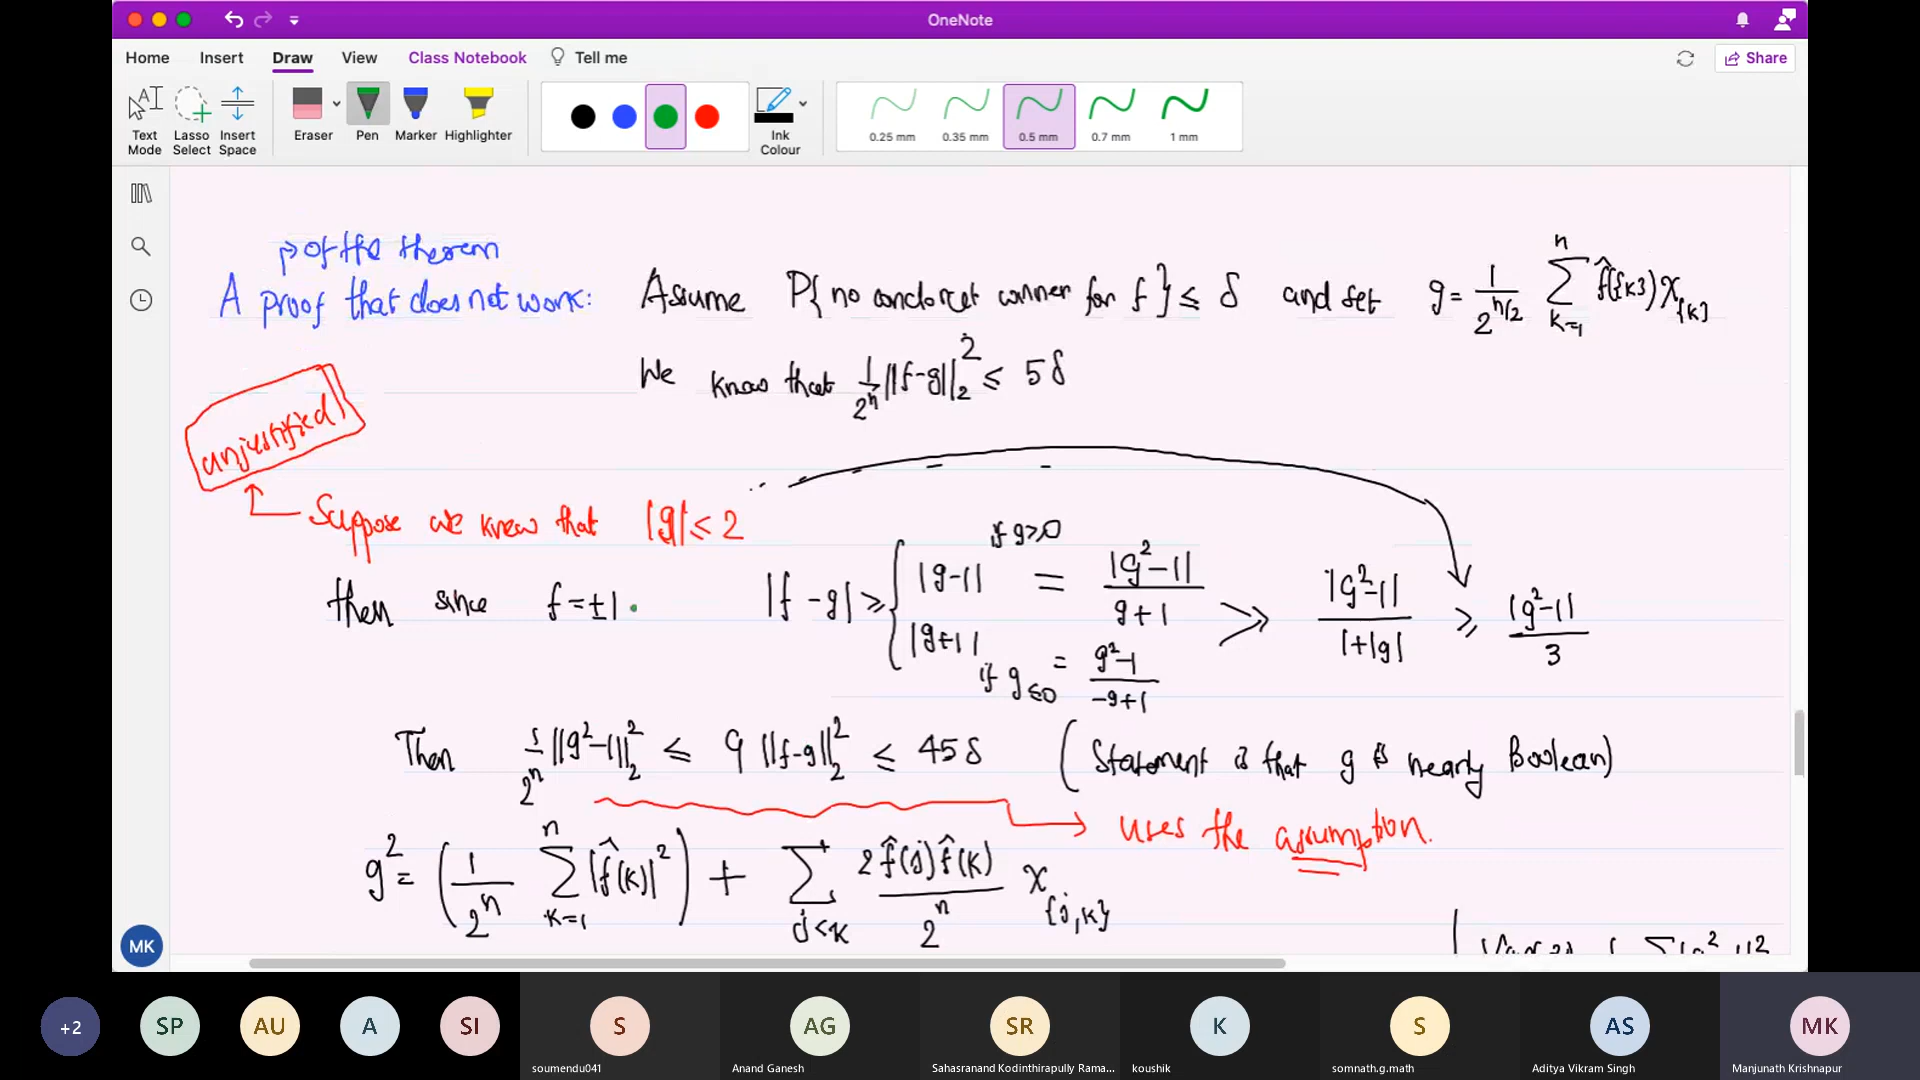 OneNote
Home Insert Draw View Class Notebook Tell me
Share
Text Mode
Lasso Select
Insert Space
Eraser
Pen
Marker
Highlighter
Ink Colour
0.25 mm 0.35 mm 0.5 mm 0.7 mm 1 mm
of the theorem
A proof that does not work:
Assume P{no condorcet winner for f} ≤ δ and set g = 1/2^{n/2} Σ_{k=1}^{n} f̂({k}) χ_{{k}}
We know that 1/2^n ||f-g||_2^2 ≤ 5δ
unjustified
Suppose we knew that |g| ≤ 2
then since f = ±1 . |f-g| ≥ { |g-1| if g≥0 = |g²-1|/(g+1) ≥ |g²-1|/(1+|g|) ≥ |g²-1|/3
|g+1| if g≤0 = g²-1/(-g+1)
Then 1/2^n ||g²-1||_2^2 ≤ 9 ||f-g||_2^2 ≤ 45δ (Statement is that g is nearly Boolean)
uses the assumption.
g² = (1/2^n Σ_{k=1}^{n} |f̂(k)|²) + Σ_{j<k} 2f̂(j)f̂(k)/2^n χ_{{j,k}}
MK
+2 SP AU A SI S AG SR K S AS MK
soumendu041 Anand Ganesh Sahasranand Kodinthirapully Rama... koushik somnath.g.math Aditya Vikram Singh Manjunath Krishnapur